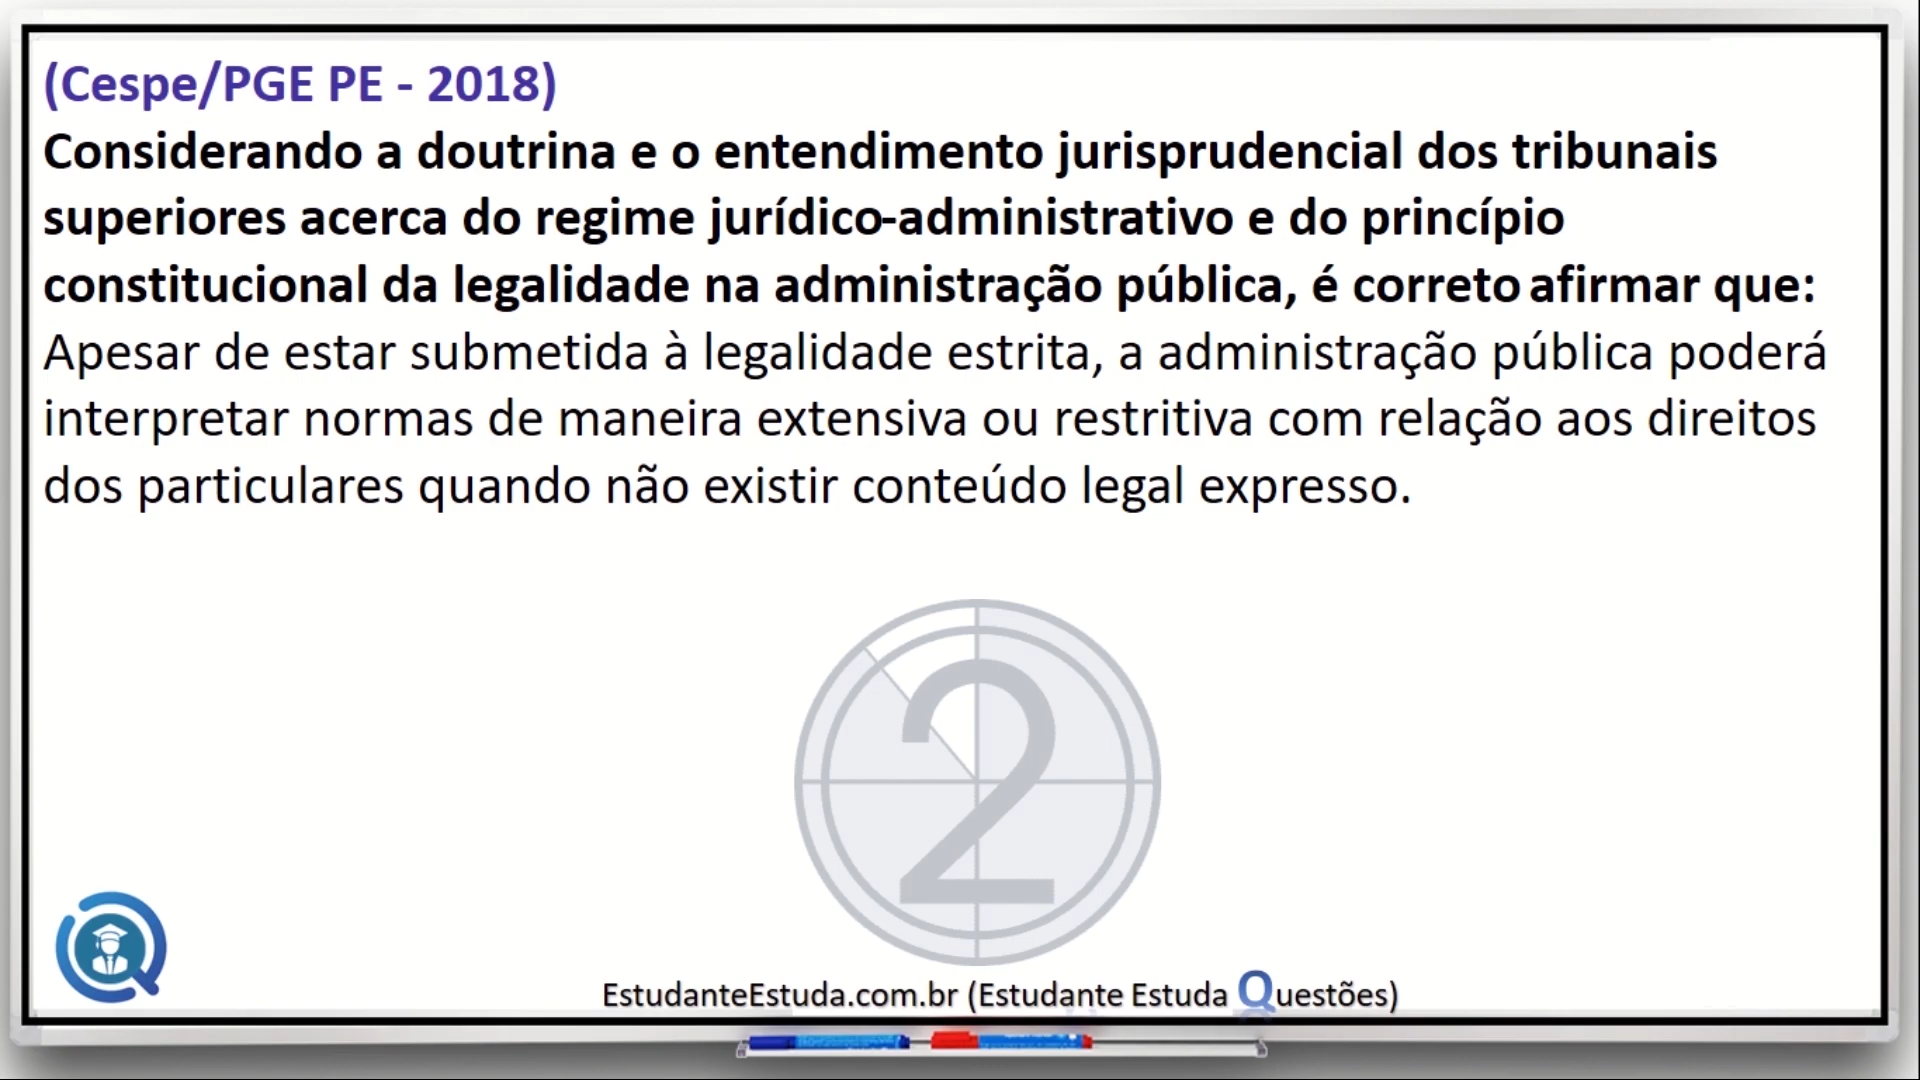 (Cespe/PGE PE - 2018)
Considerando a doutrina e o entendimento jurisprudencial dos tribunais
superiores acerca do regime jurídico-administrativo e do princípio
constitucional da legalidade na administração pública, é correto afirmar que:
Apesar de estar submetida à legalidade estrita, a administração pública poderá
interpretar normas de maneira extensiva ou restritiva com relação aos direitos
dos particulares quando não existir conteúdo legal expresso.
2
EstudanteEstuda.com.br (Estudante Estuda Questões)